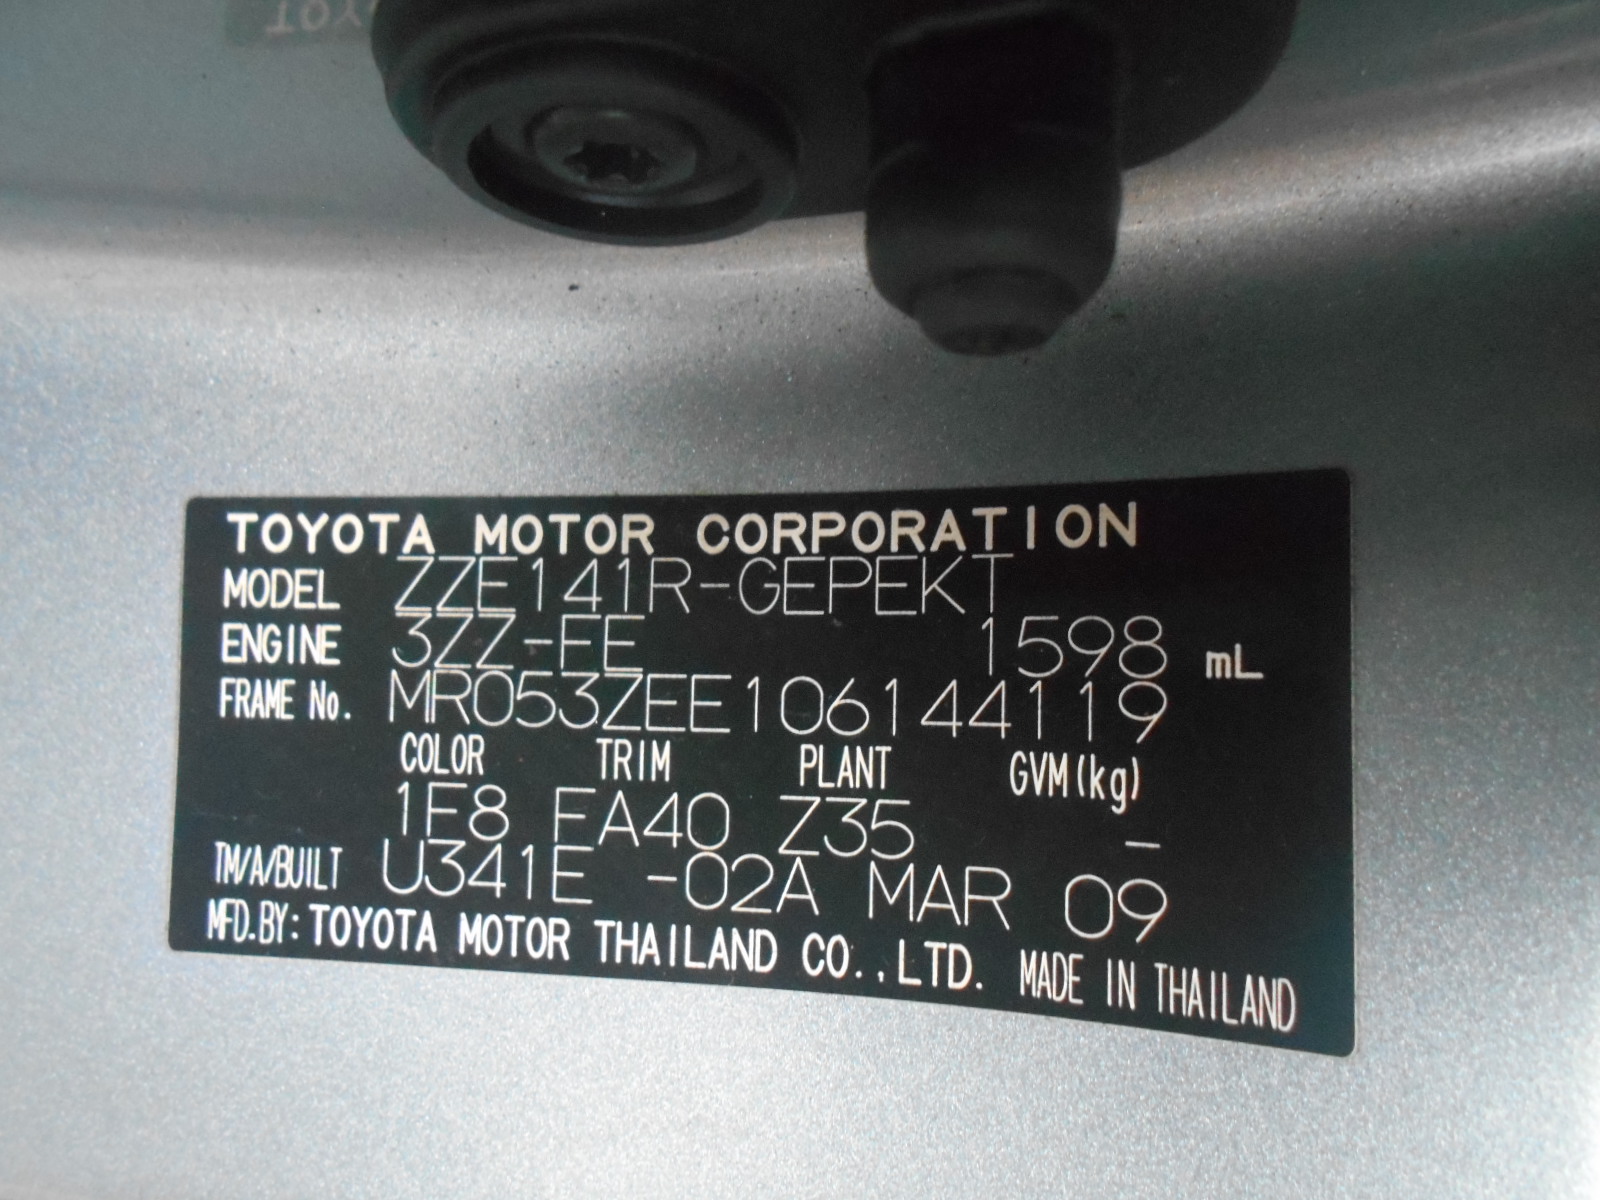 TOYOTA MOTOR CORPORATION
MODEL ZZE141R-GEPEKT
ENGINE 3ZZ-FE 1598 mL
FRAME No. MR053ZEE106144119
COLOR TRIM PLANT GVM(kg)
1F8 FA40 Z35 -
TM/A/BUILT U341E -02A MAR 09
MFD.BY: TOYOTA MOTOR THAILAND CO.,LTD. MADE IN THAILAND